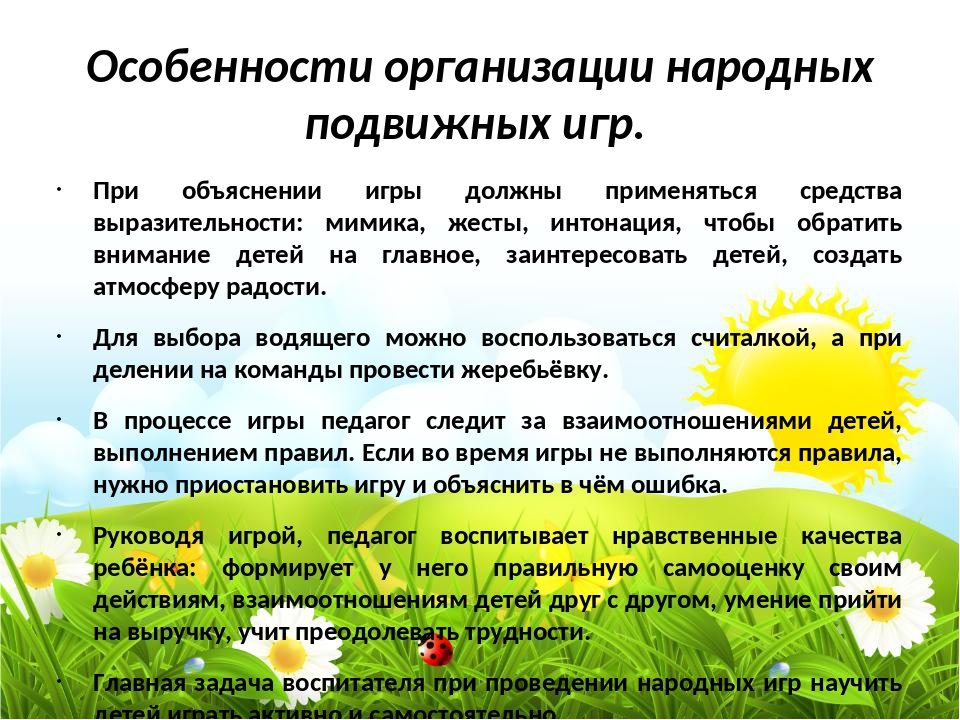 Особенности организации народных
подвижных игр.
• При объяснении игры должны применяться средства
выразительности: мимика, жесты, интонация, чтобы обратить
внимание детей на главное, заинтересовать детей, создать
атмосферу радости.
• Для выбора водящего можно воспользоваться считалкой, а при
делении на команды провести жеребьёвку.
• В процессе игры педагог следит за взаимоотношениями детей,
выполнением правил. Если во время игры не выполняются правила,
нужно приостановить игру и объяснить в чём ошибка.
• Руководя игрой, педагог воспитывает нравственные качества
ребёнка: формирует у него правильную самооценку своим
действиям, взаимоотношениям детей друг с другом, умение прийти
на выручку, учит преодолевать трудности.
• Главная задача воспитателя при проведении народных игр научить
детей играть активно и самостоятельно